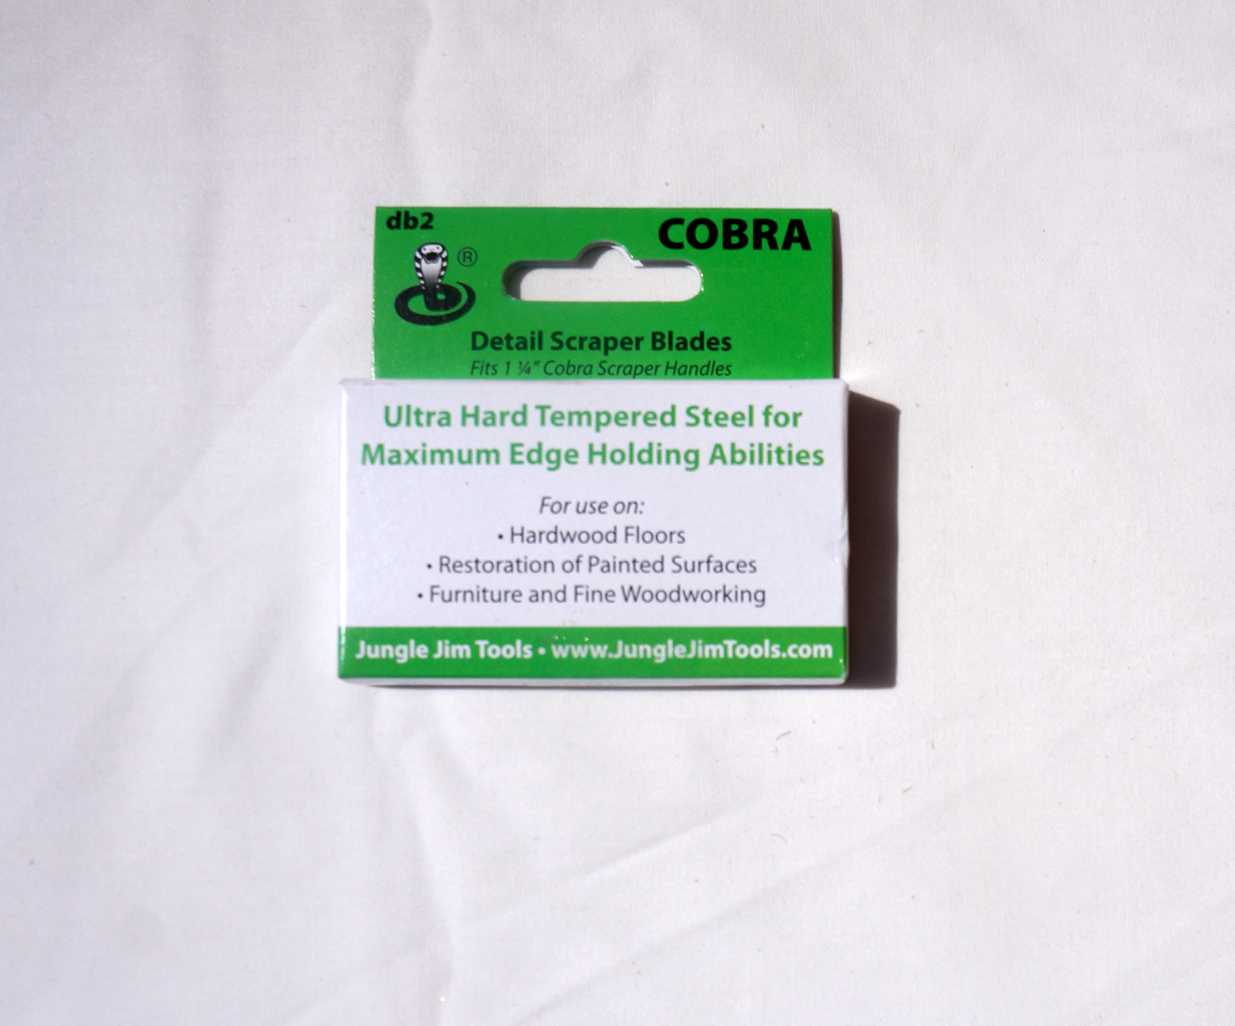 db2
COBRA
®
Detail Scraper Blades
Fits 1 ¼" Cobra Scraper Handles
Ultra Hard Tempered Steel for
Maximum Edge Holding Abilities
For use on:
• Hardwood Floors
• Restoration of Painted Surfaces
• Furniture and Fine Woodworking
Jungle Jim Tools • www.JungleJimTools.com